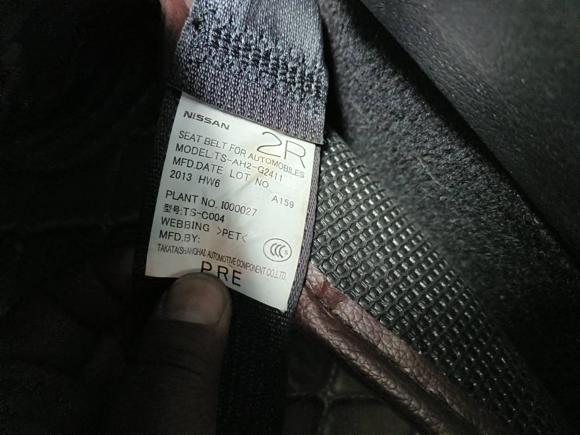 NISSAN
2R
SEAT BELT FOR AUTOMOBILES
MODEL:TS-AH2-G2411
MFD.DATE LOT NO
2013 HW6 A159
PLANT NO. I000027
型号:TS-C004
WEBBING >PET<
MFD.BY:
CCC S
TAKATA(SHANGHAI)AUTOMOTIVE COMPONENT CO.,LTD.
PRE